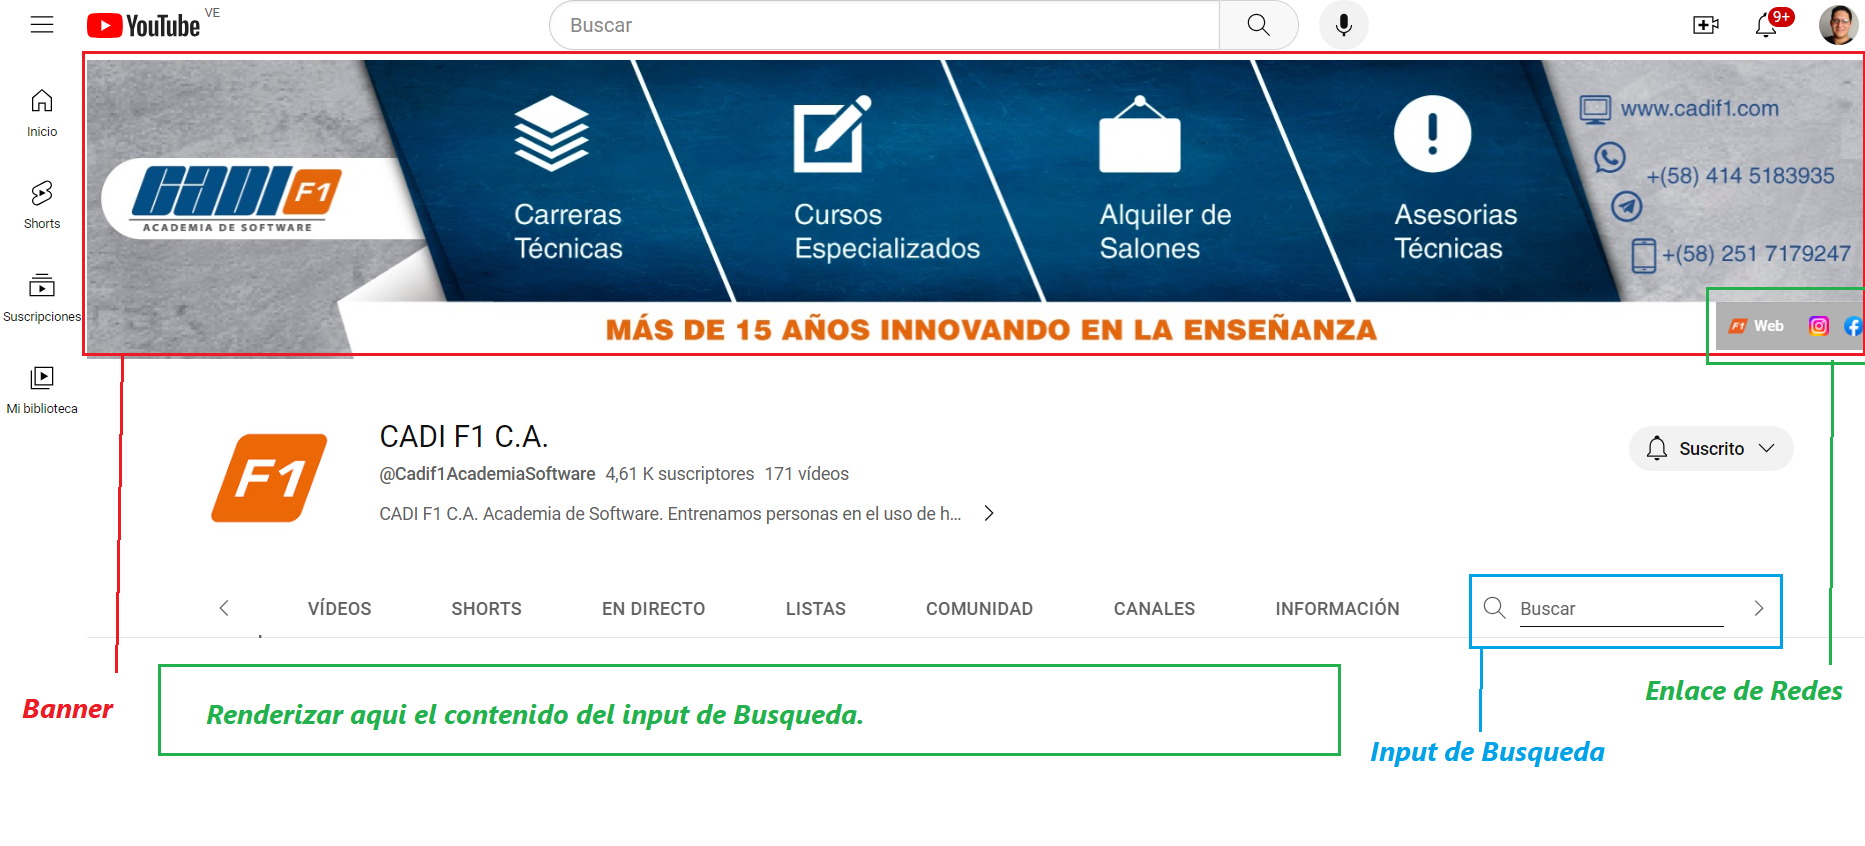 YouTube VE
Buscar
9+
Inicio
Shorts
Suscripciones
Mi biblioteca
CADI F1
ACADEMIA DE SOFTWARE
Carreras
Técnicas
Cursos
Especializados
Alquiler de
Salones
Asesorias
Técnicas
www.cadif1.com
+(58) 414 5183935
+(58) 251 7179247
MÁS DE 15 AÑOS INNOVANDO EN LA ENSEÑANZA
F1 Web
F1
CADI F1 C.A.
@Cadif1AcademiaSoftware 4,61 K suscriptores 171 vídeos
CADI F1 C.A. Academia de Software. Entrenamos personas en el uso de h...
Suscrito
VÍDEOS SHORTS EN DIRECTO LISTAS COMUNIDAD CANALES INFORMACIÓN Buscar
Banner
Renderizar aqui el contenido del input de Busqueda.
Enlace de Redes
Input de Busqueda